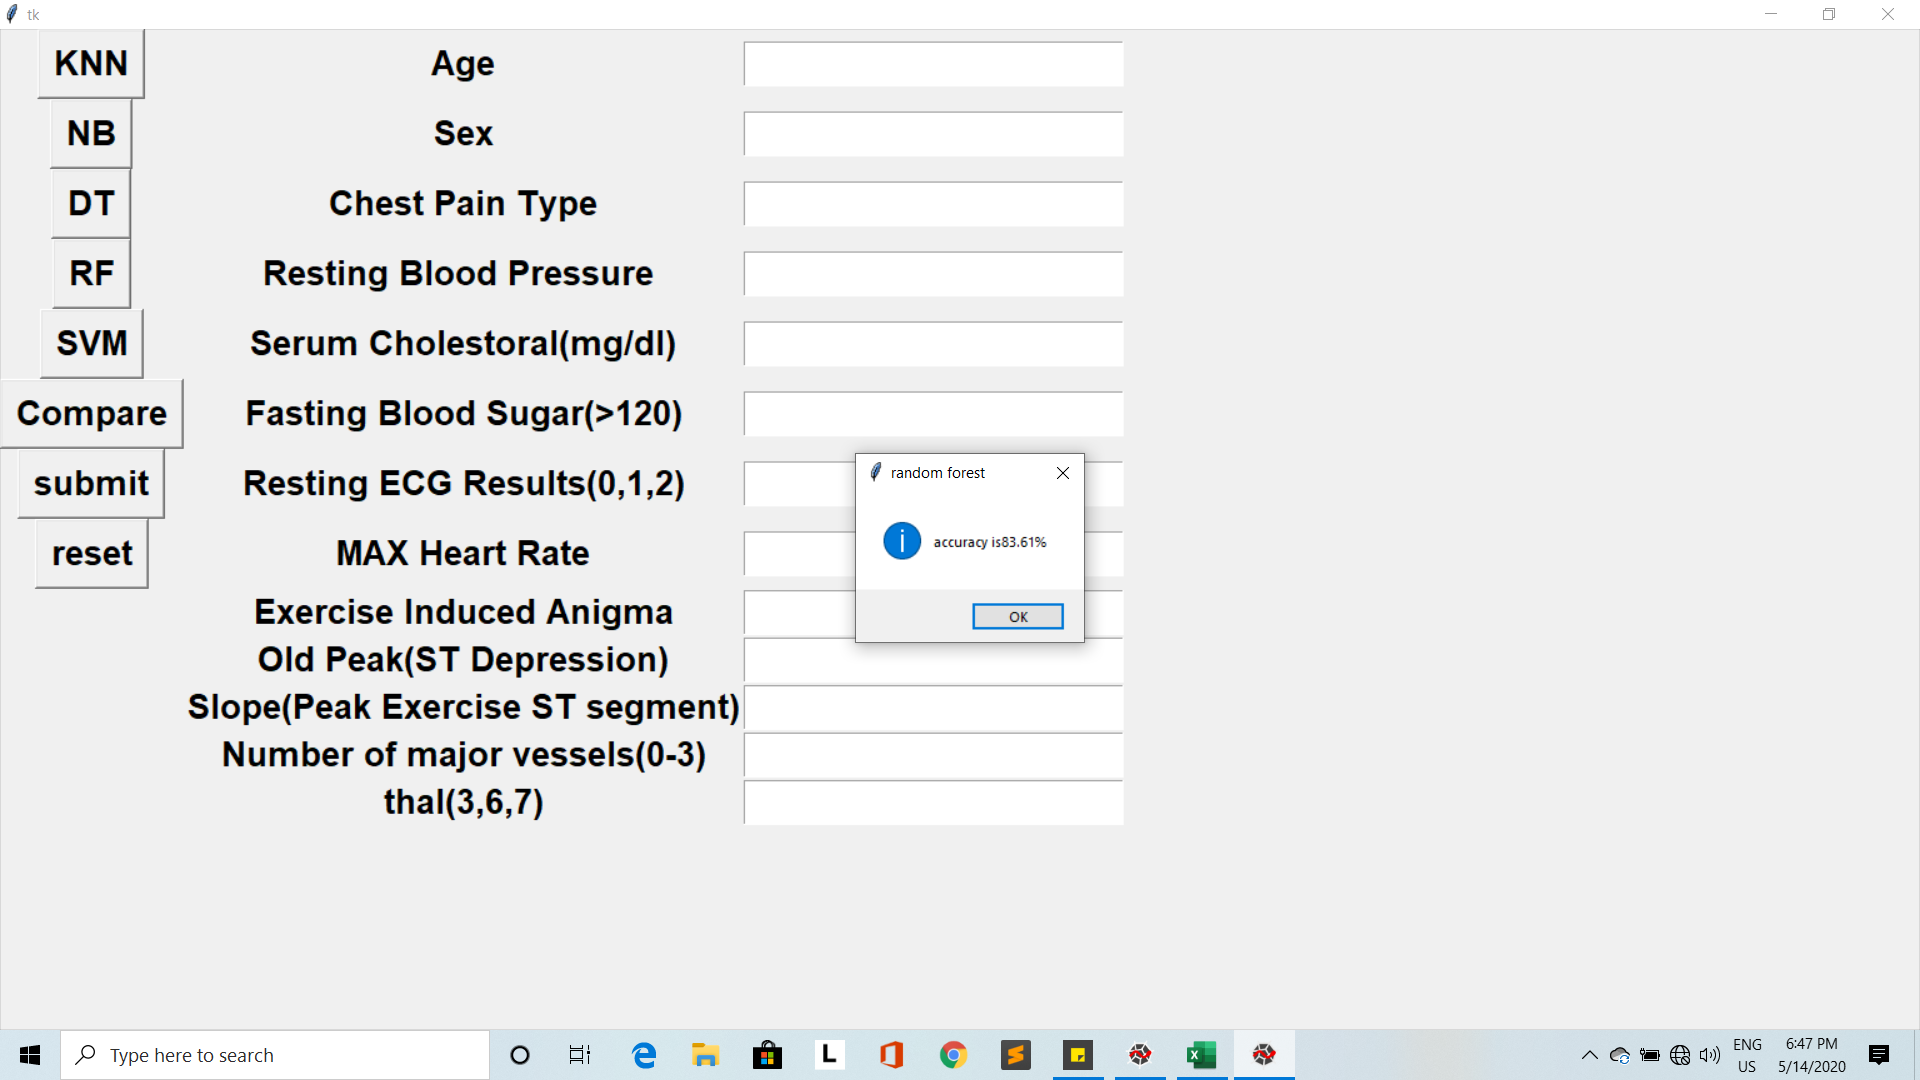 tk
KNN Age
NB Sex
DT Chest Pain Type
RF Resting Blood Pressure
SVM Serum Cholestoral(mg/dl)
Compare Fasting Blood Sugar(>120)
submit Resting ECG Results(0,1,2)
reset MAX Heart Rate
Exercise Induced Anigma
Old Peak(ST Depression)
Slope(Peak Exercise ST segment)
Number of major vessels(0-3)
thal(3,6,7)
random forest
accuracy is83.61%
OK
Type here to search
L
ENG
US
6:47 PM
5/14/2020